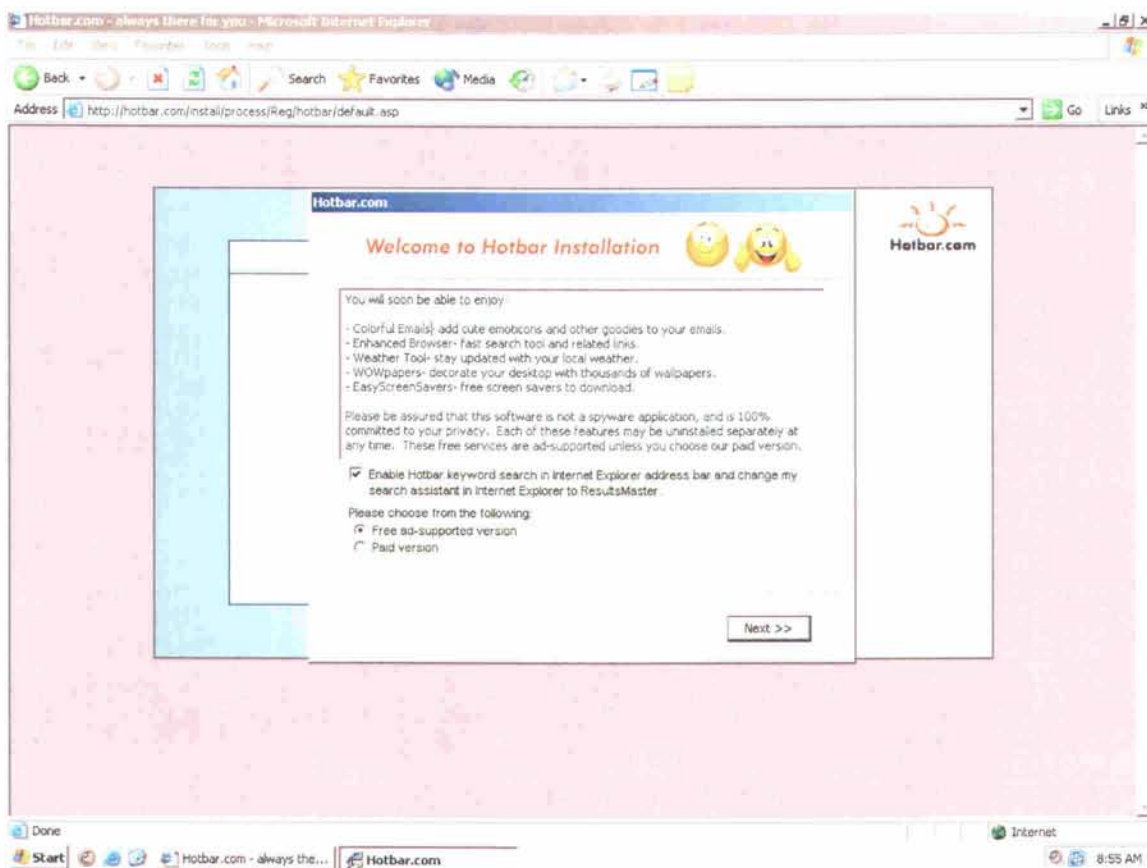 Hotbar.com - always there for you - Microsoft Internet Explorer
File Edit View Favorites Tools Help
Back Search Favorites Media
Address http://hotbar.com/install/process/Reg/hotbar/default.asp Go Links »
Hotbar.com
Welcome to Hotbar Installation
Hotbar.com
You will soon be able to enjoy
- Colorful Emails- add cute emoticons and other goodies to your emails.
- Enhanced Browser- fast search tool and related links.
- Weather Tool- stay updated with your local weather.
- WOWpapers- decorate your desktop with thousands of wallpapers.
- EasyScreenSavers- free screen savers to download.
Please be assured that this software is not a spyware application, and is 100%
committed to your privacy. Each of these features may be uninstalled separately at
any time. These free services are ad-supported unless you choose our paid version.
Enable Hotbar keyword search in Internet Explorer address bar and change my
search assistant in Internet Explorer to ResultsMaster.
Please choose from the following:
Free ad-supported version
Paid version
Next >>
Done Internet
Start Hotbar.com - always the... Hotbar.com 8:55 AM